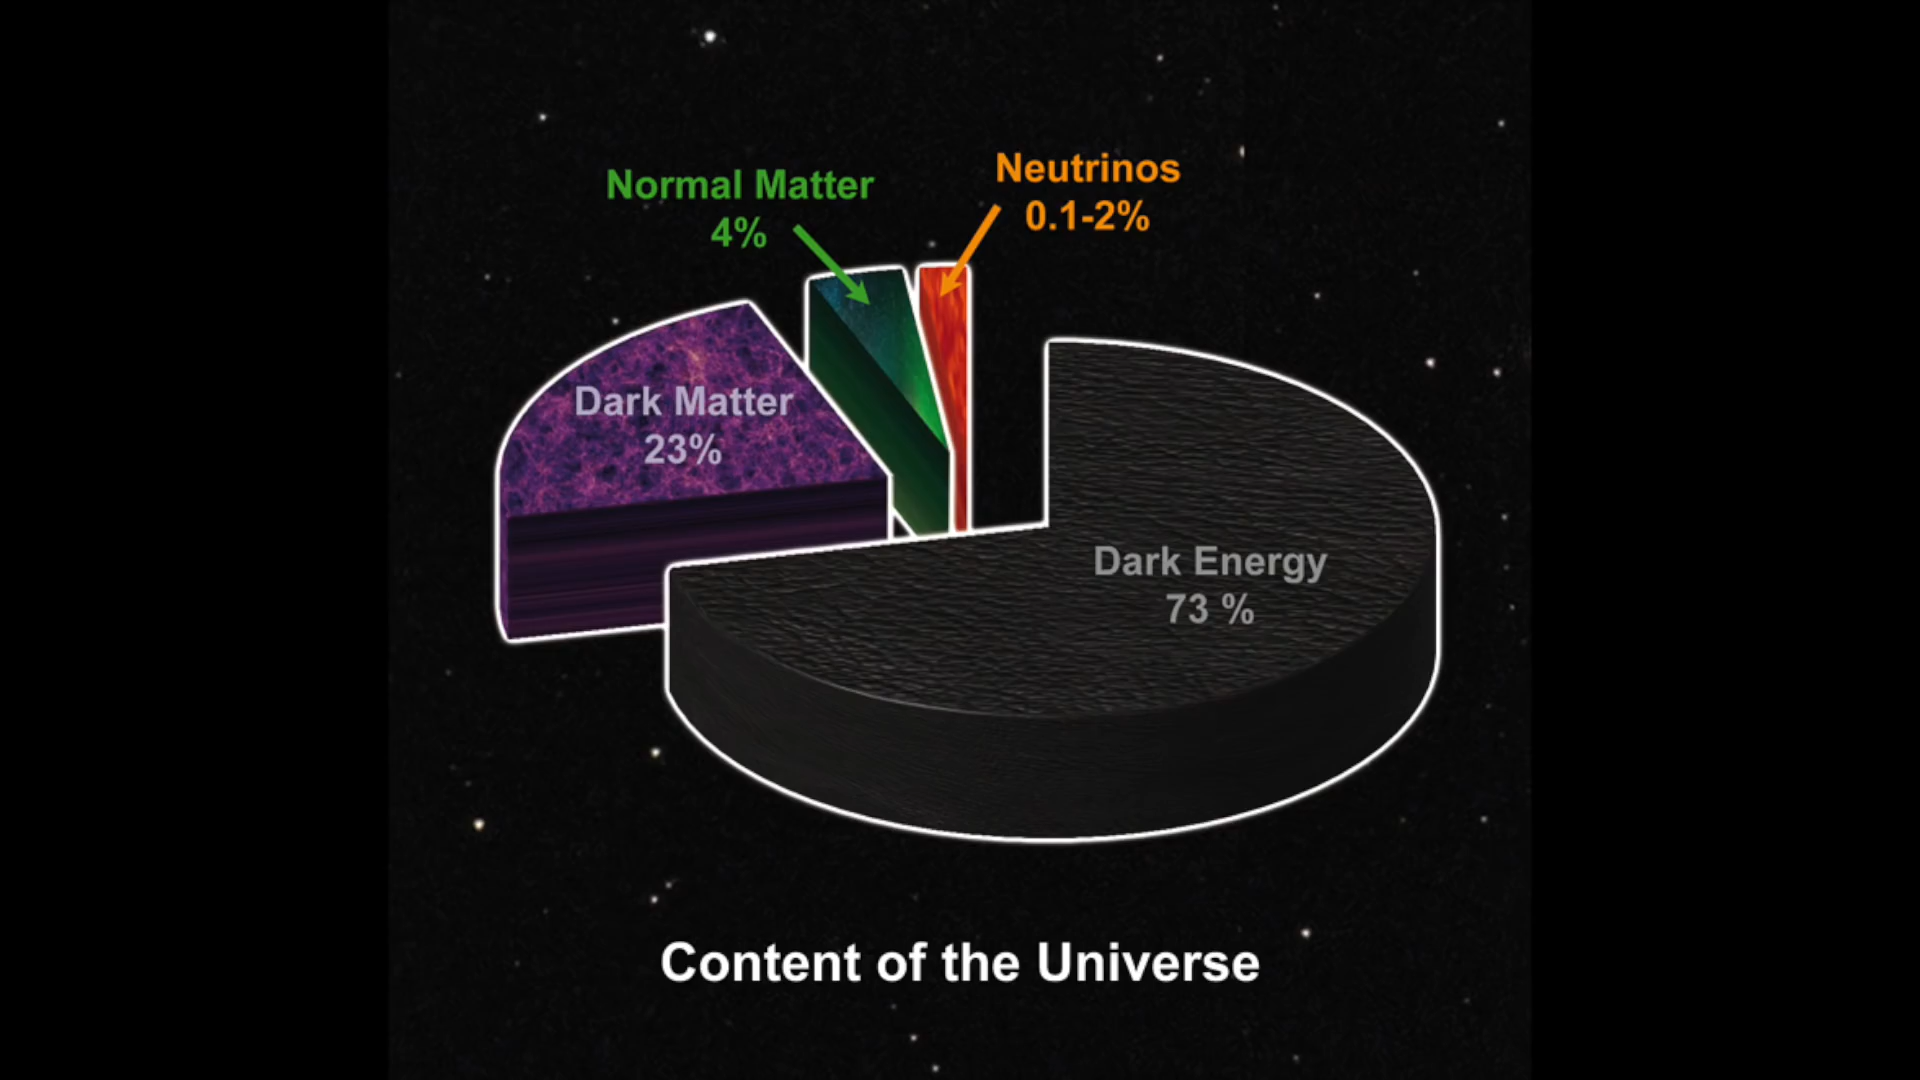 Normal Matter
4%
Neutrinos
0.1-2%
Dark Matter
23%
Dark Energy
73 %
Content of the Universe